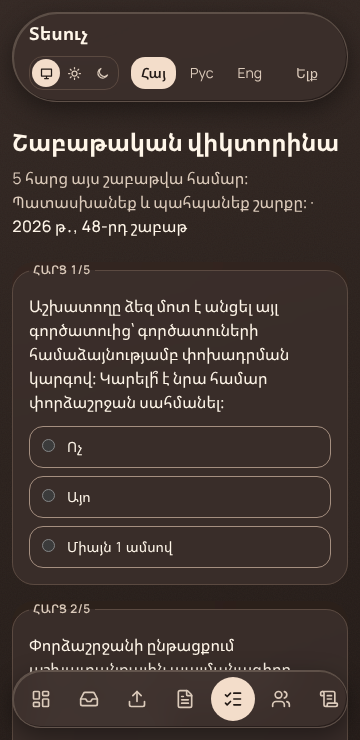 Տեսուչ
Հայ Рус Eng Ելք
Շաբաթական վիկտորինա
5 հարց այս շաբաթվա համար:
Պատասխանեք և պահպանեք շարքը: ·
2026 թ., 48-րդ շաբաթ
ՀԱՐՑ 1/5
Աշխատողը ձեզ մոտ է անցել այլ
գործատուից՝ գործատուների
համաձայնությամբ փոխադրման
կարգով: Կարելի՞ է նրա համար
փորձաշրջան սահմանել:
Ոչ
Այո
Միայն 1 ամսով
ՀԱՐՑ 2/5
Փորձաշրջանի ընթացքում